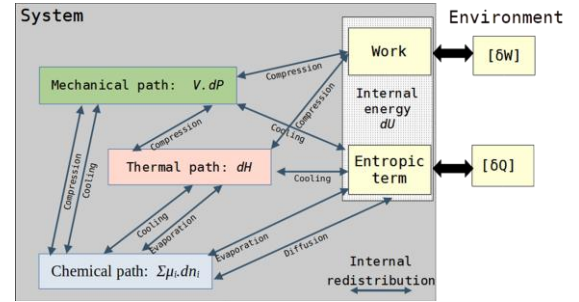 System
Environment
Work
[δW]
Mechanical path: V.dP
Compression
Compression
Internal
energy
dU
Cooling
Compression
Thermal path: dH
Cooling
Entropic
term
[δQ]
Compression
Cooling
Cooling
Evaporation
Evaporation
Diffusion
Chemical path: Σμi.dni
Internal
redistribution